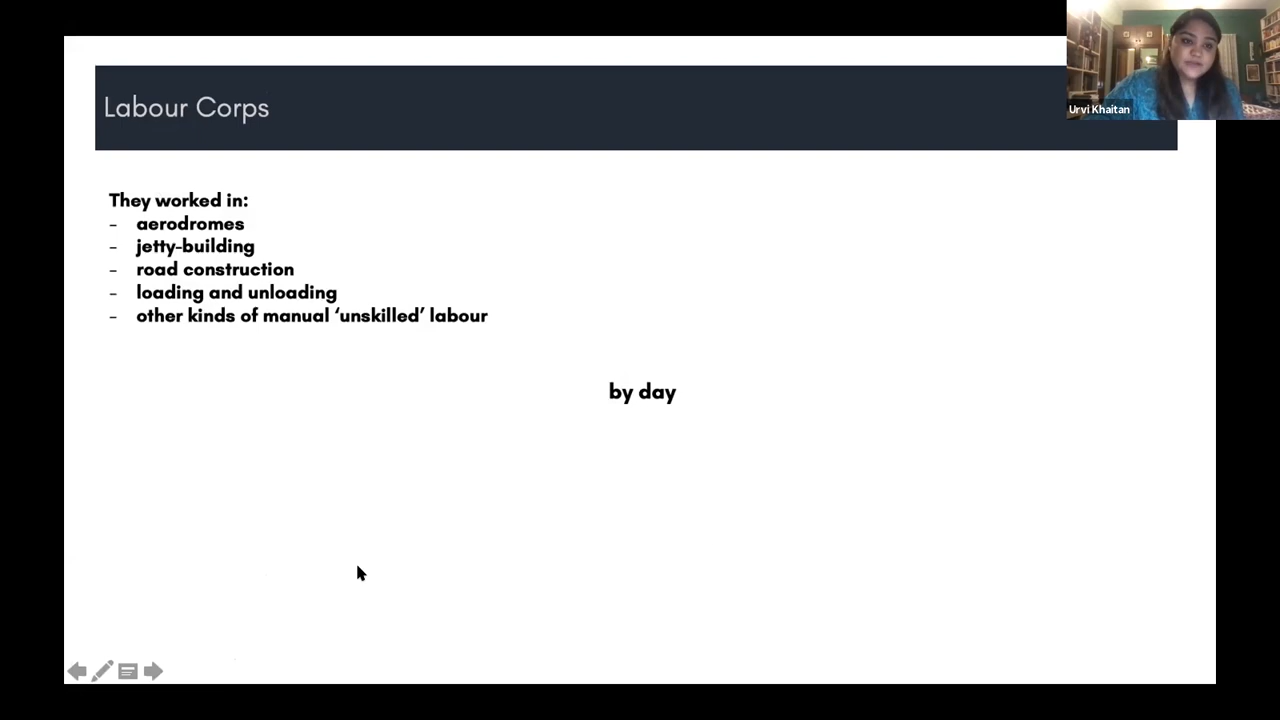 Labour Corps
Urvi Khaitan
They worked in:
- aerodromes
- jetty-building
- road construction
- loading and unloading
- other kinds of manual ‘unskilled’ labour
by day